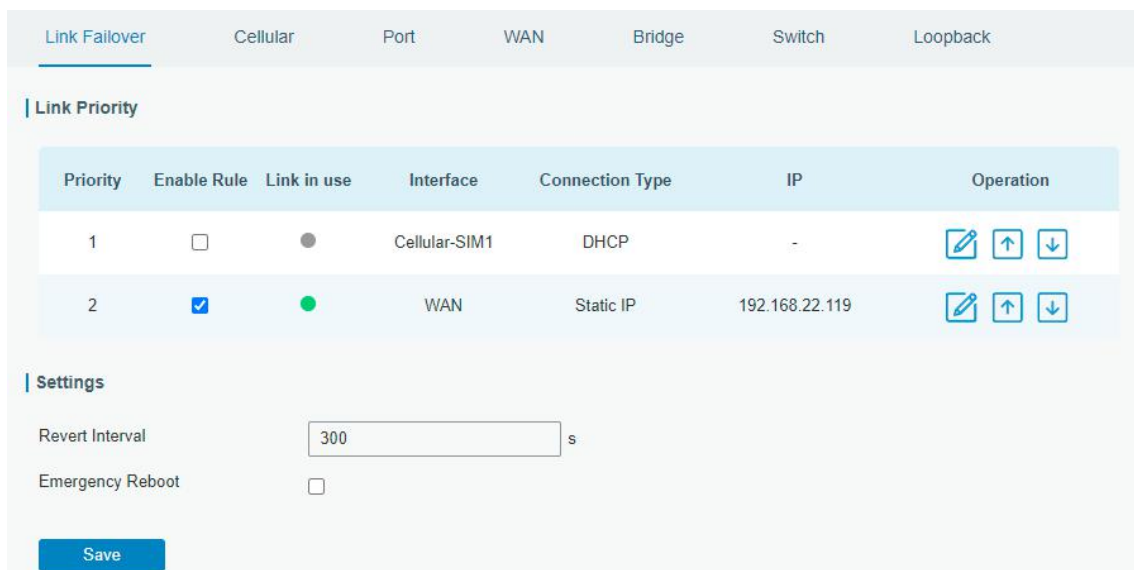 Link Failover Cellular Port WAN Bridge Switch Loopback
Link Priority
Priority Enable Rule Link in use Interface Connection Type IP Operation
1 Cellular-SIM1 DHCP -
2 WAN Static IP 192.168.22.119
Settings
Revert Interval 300 s
Emergency Reboot
Save